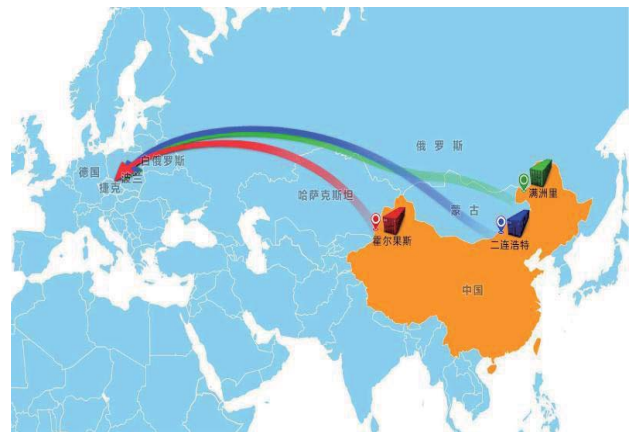 俄罗斯
白俄罗斯
德国
波兰
捷克
满洲里
哈萨克斯坦
蒙古
霍尔果斯
二连浩特
中国